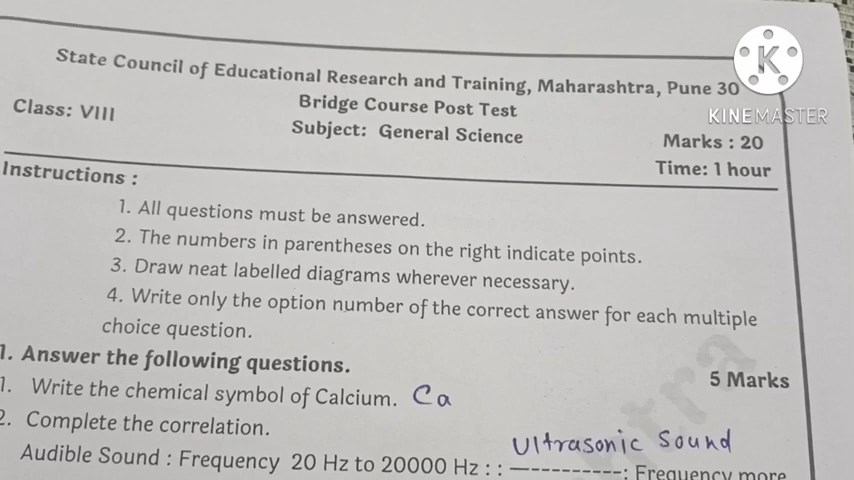 State Council of Educational Research and Training, Maharashtra, Pune 30
Bridge Course Post Test
Class: VIII
Subject: General Science
Marks : 20
Time: 1 hour
Instructions :
1. All questions must be answered.
2. The numbers in parentheses on the right indicate points.
3. Draw neat labelled diagrams wherever necessary.
4. Write only the option number of the correct answer for each multiple
choice question.
1. Answer the following questions.
5 Marks
1. Write the chemical symbol of Calcium. Ca
2. Complete the correlation.
Ultrasonic Sound
Audible Sound : Frequency 20 Hz to 20000 Hz : : -----------: Frequency more
K
KINEMASTER